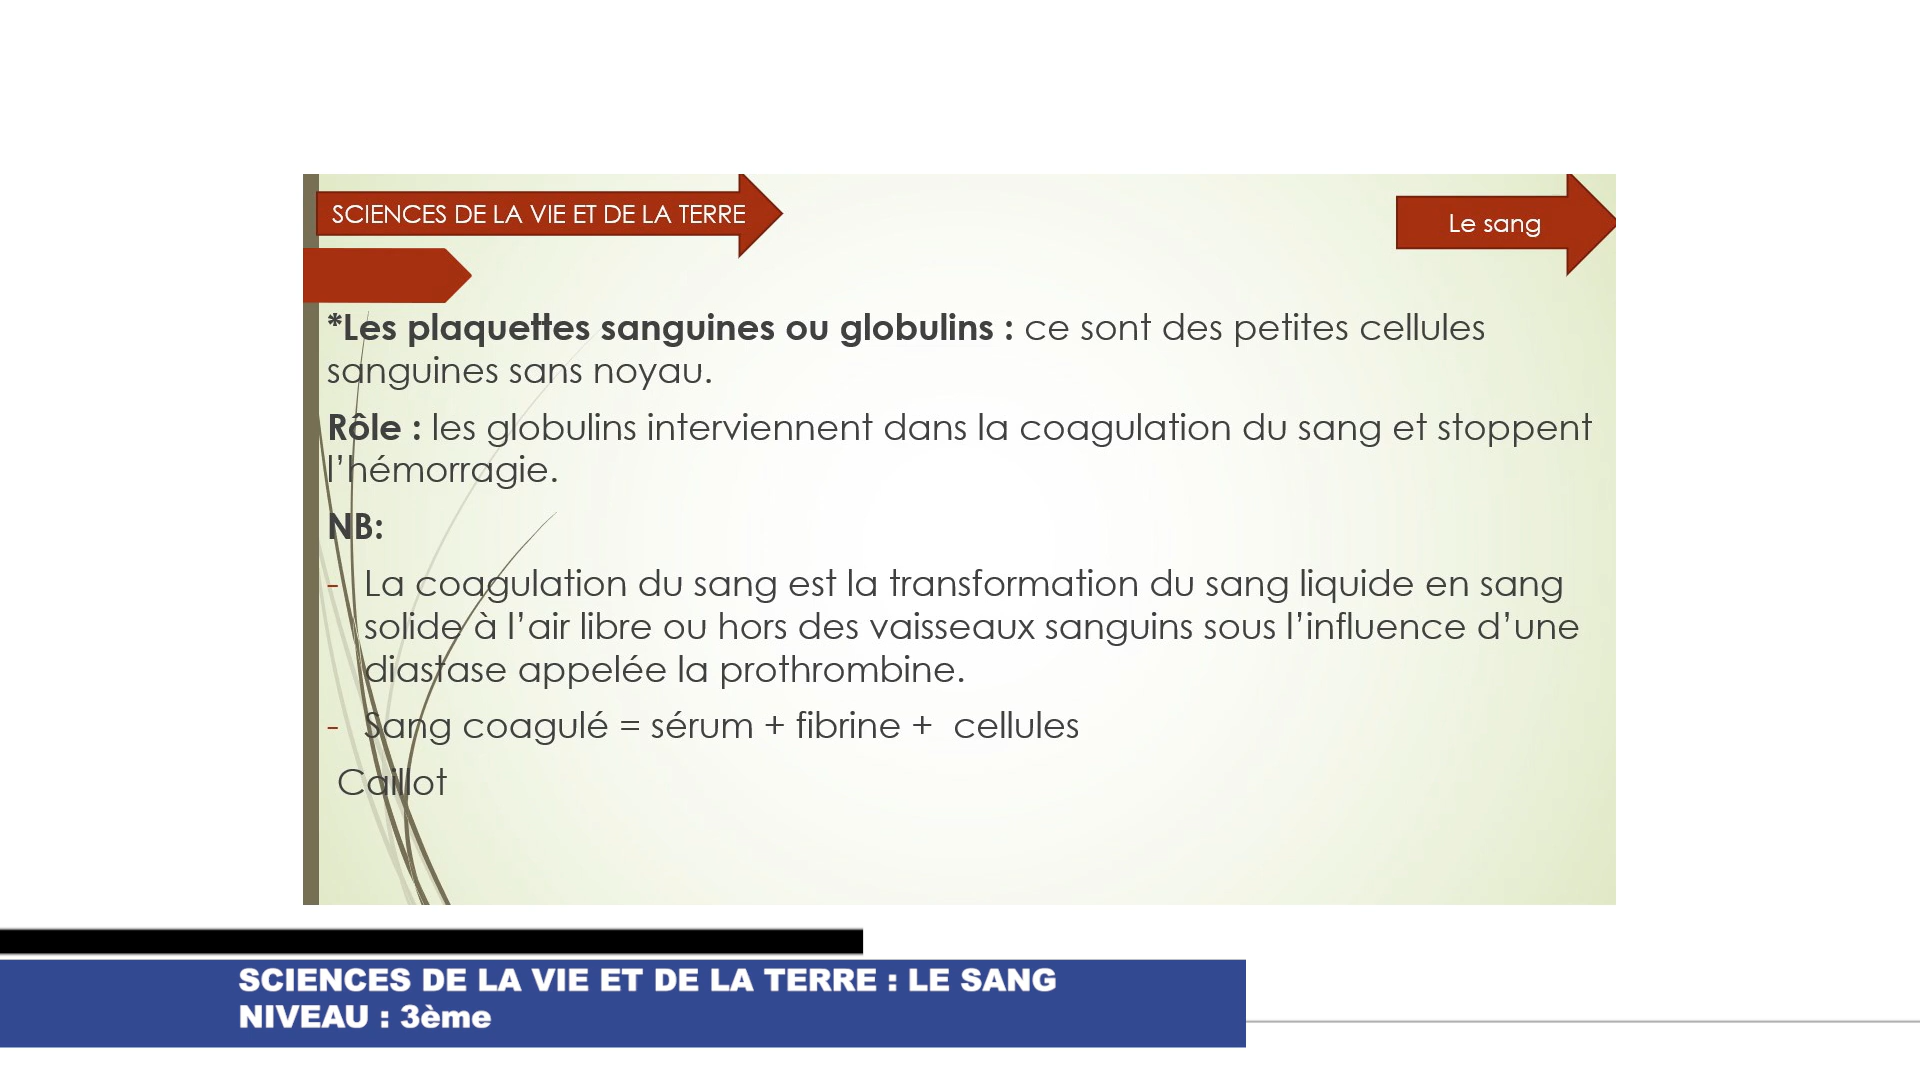 SCIENCES DE LA VIE ET DE LA TERRE
Le sang
*Les plaquettes sanguines ou globulins : ce sont des petites cellules
sanguines sans noyau.
Rôle : les globulins interviennent dans la coagulation du sang et stoppent
l’hémorragie.
NB:
- La coagulation du sang est la transformation du sang liquide en sang
solide à l’air libre ou hors des vaisseaux sanguins sous l’influence d’une
diastase appelée la prothrombine.
- Sang coagulé = sérum + fibrine + cellules
Caillot
SCIENCES DE LA VIE ET DE LA TERRE : LE SANG
NIVEAU : 3ème